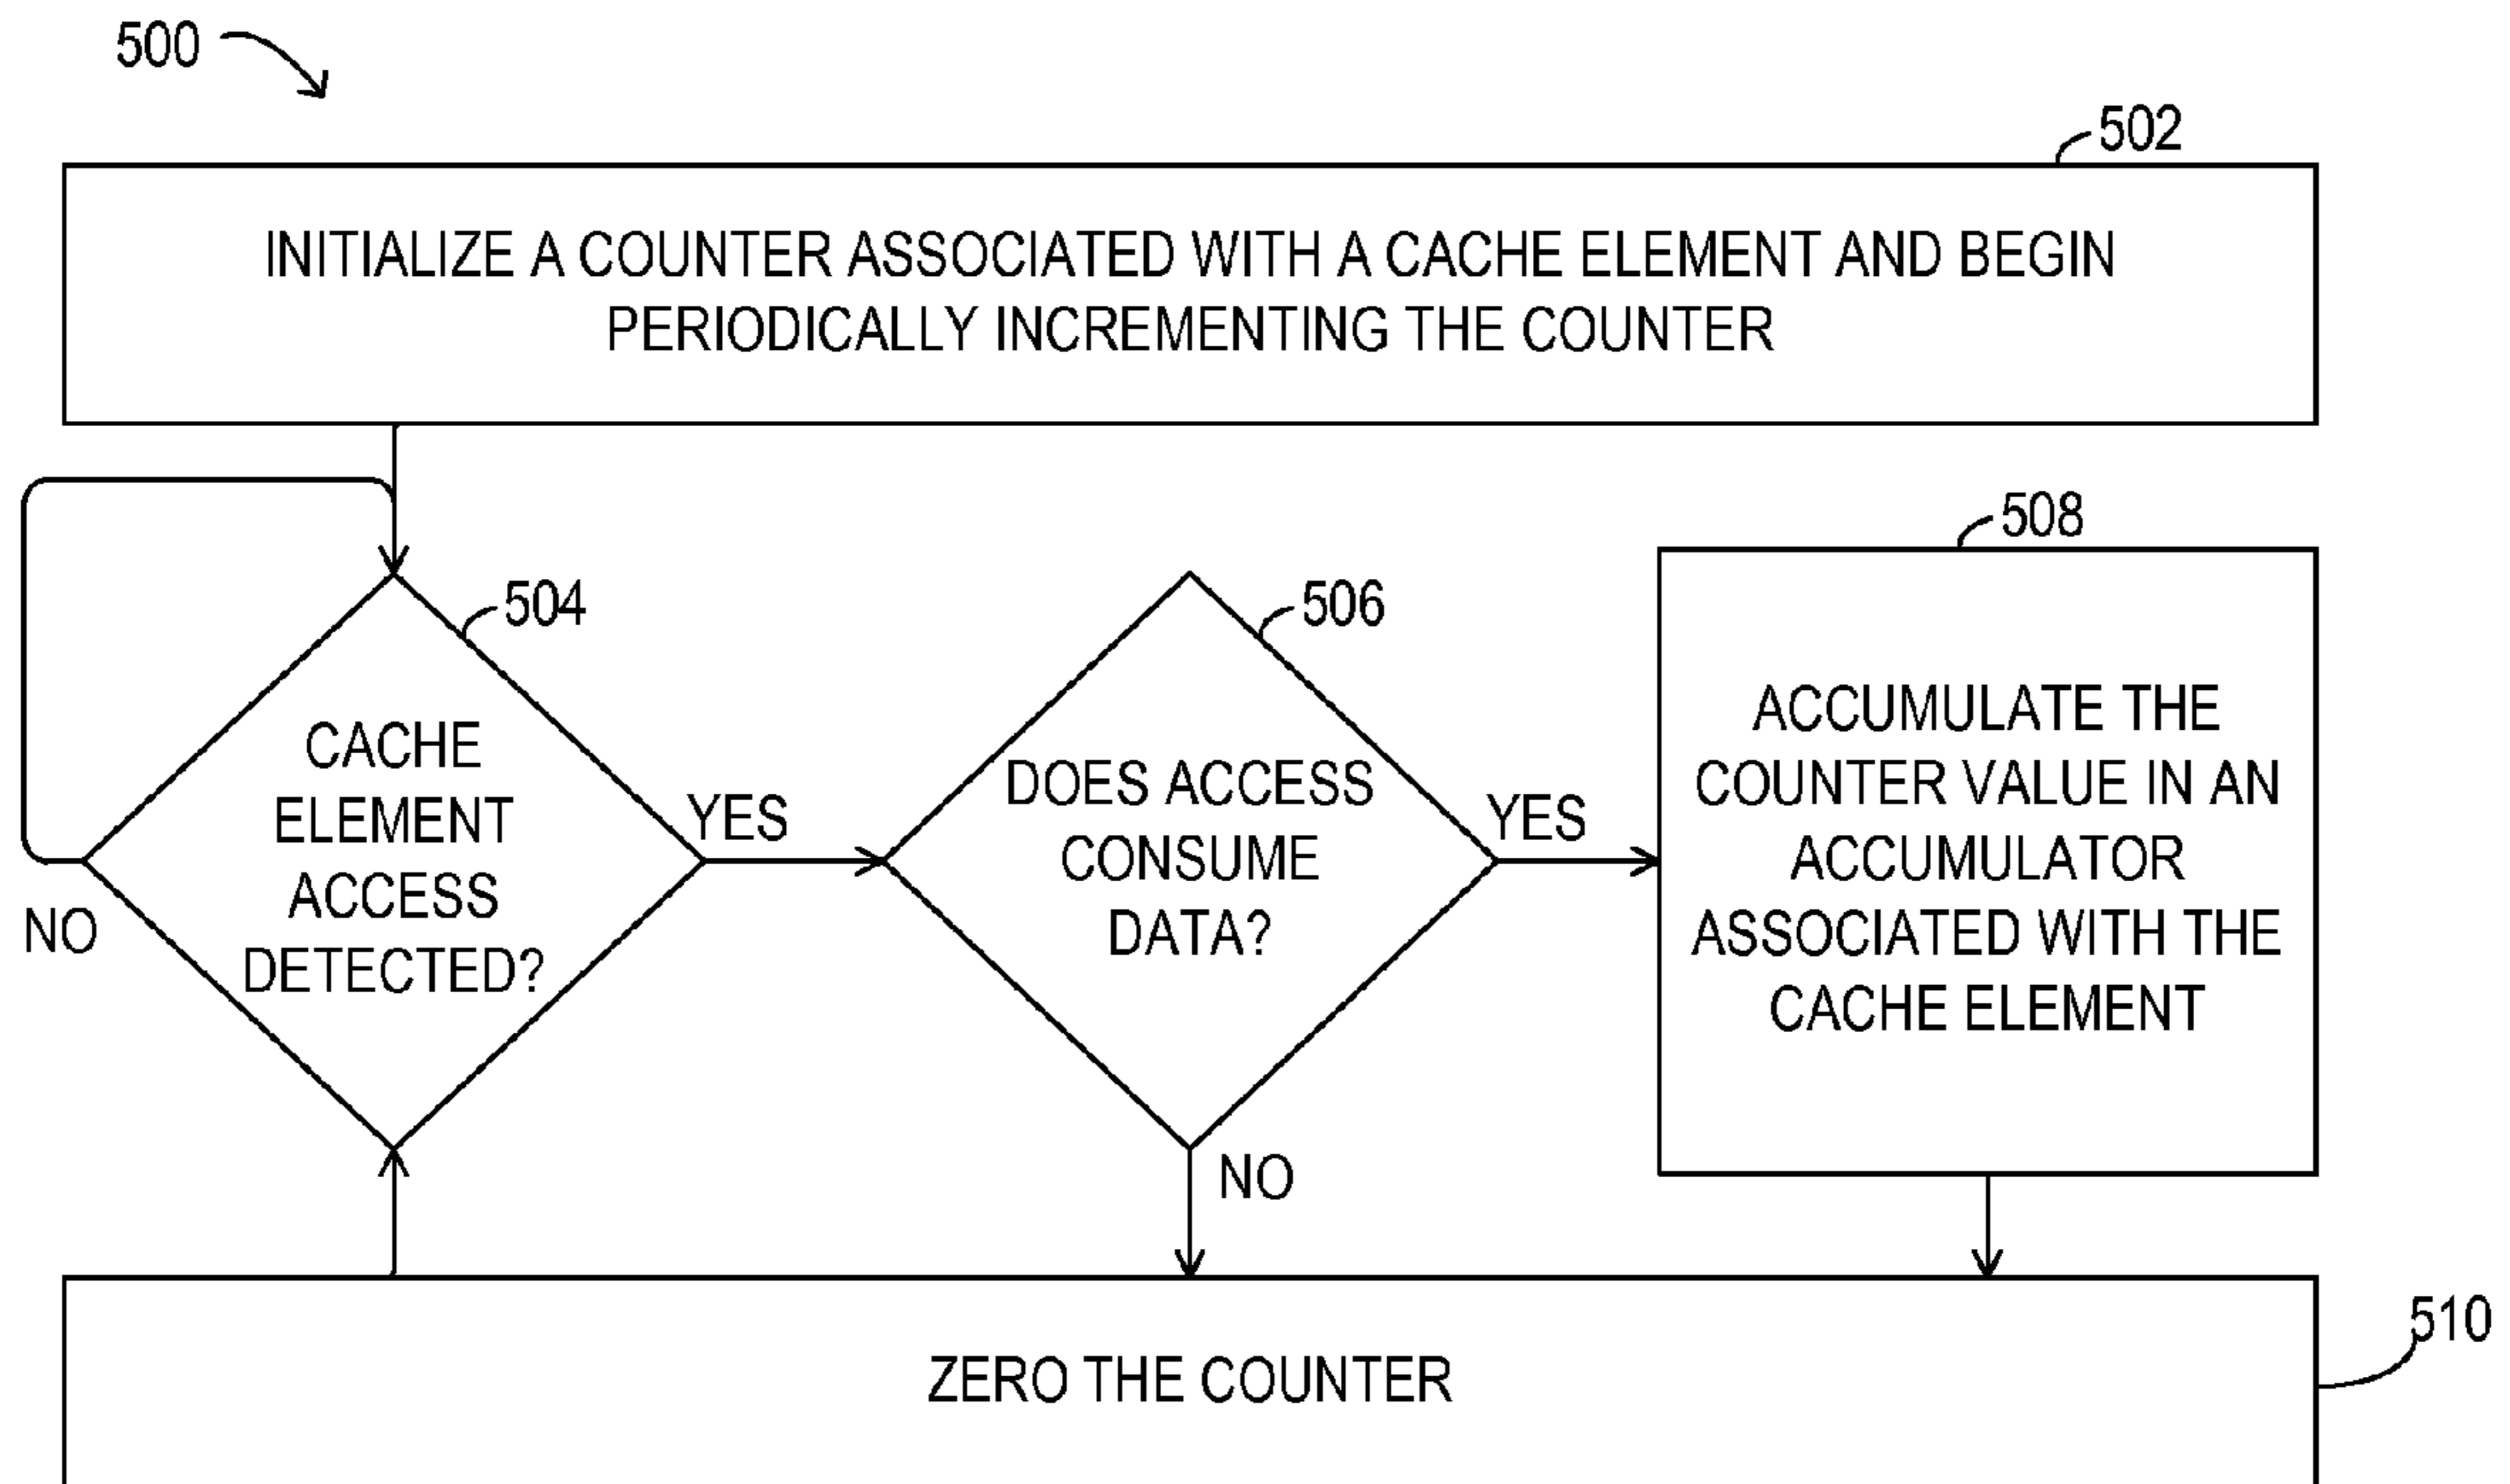 500
502
INITIALIZE A COUNTER ASSOCIATED WITH A CACHE ELEMENT AND BEGIN
PERIODICALLY INCREMENTING THE COUNTER
504
CACHE
ELEMENT
ACCESS
DETECTED?
NO
YES
506
DOES ACCESS
CONSUME
DATA?
YES
NO
508
ACCUMULATE THE
COUNTER VALUE IN AN
ACCUMULATOR
ASSOCIATED WITH THE
CACHE ELEMENT
510
ZERO THE COUNTER